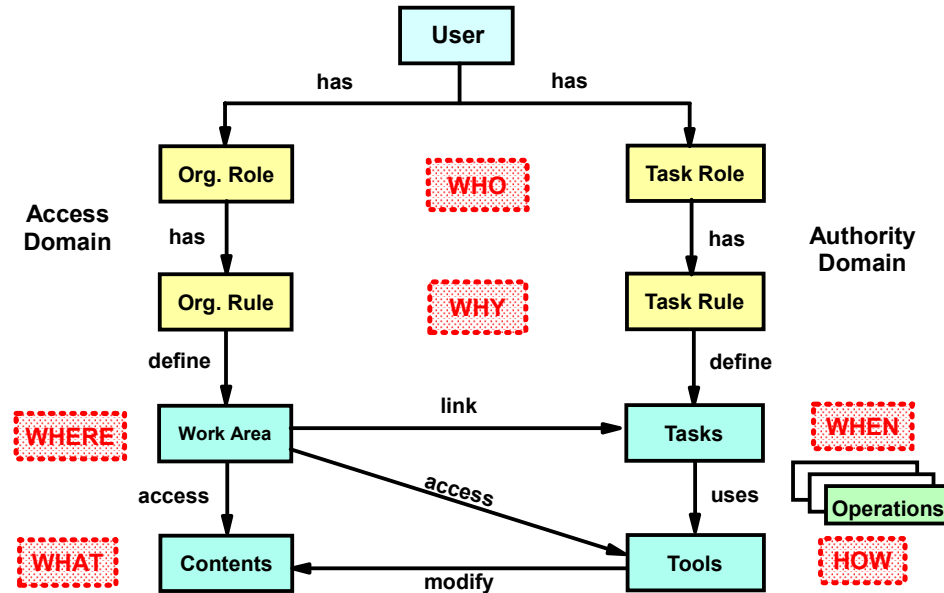 User
has
has
Org. Role
WHO
Task Role
Access
Domain
has
has
Authority
Domain
Org. Rule
WHY
Task Rule
define
define
link
WHERE
Work Area
Tasks
WHEN
access
access
uses
Operations
WHAT
Contents
Tools
HOW
modify